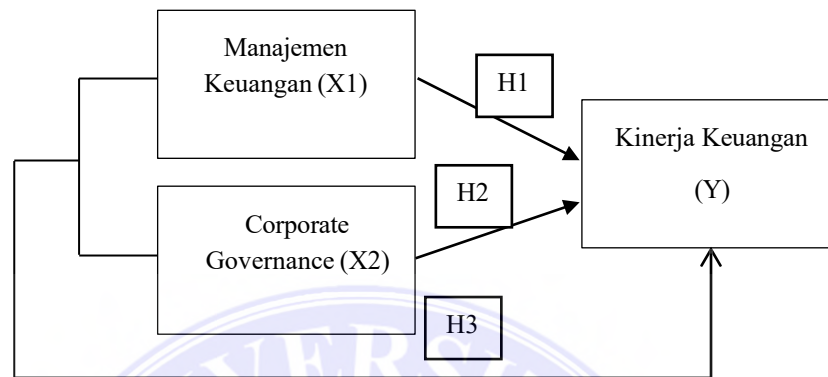 Manajemen
Keuangan (X1)
H1
Kinerja Keuangan
(Y)
H2
Corporate
Governance (X2)
H3